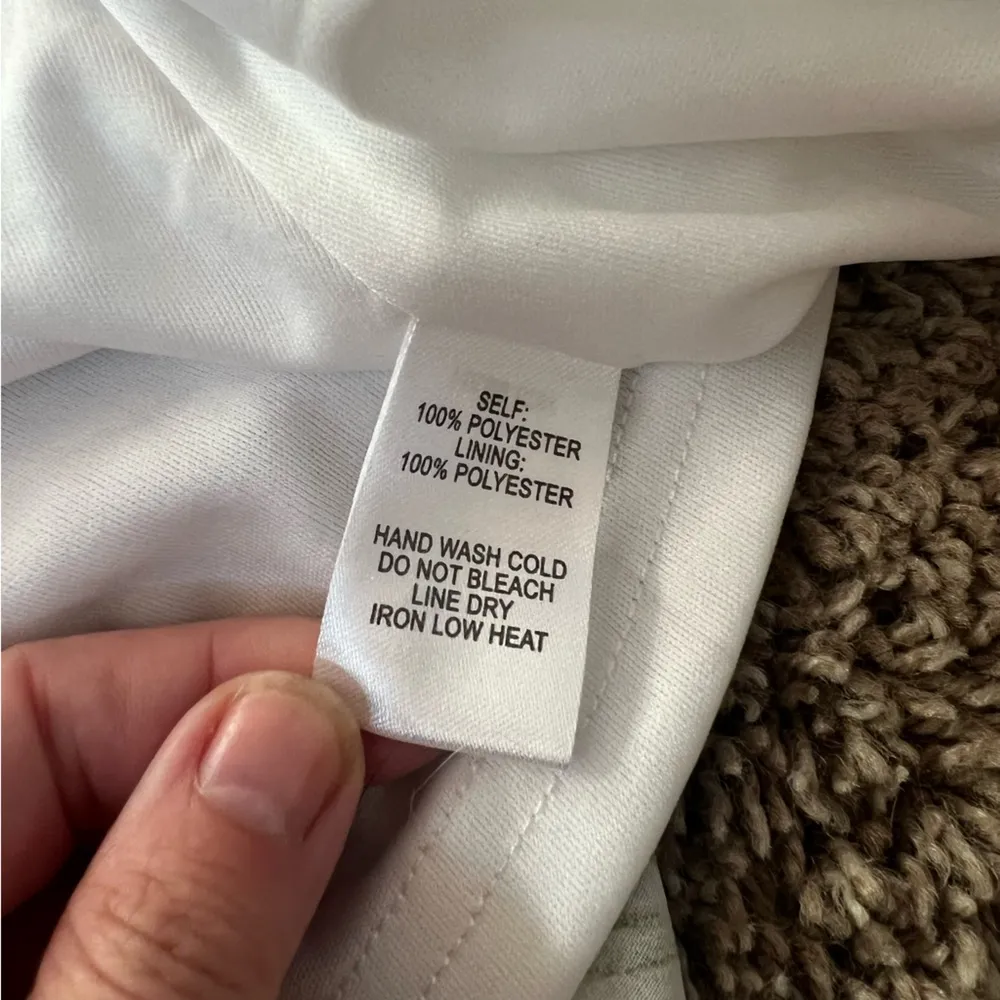 SELF:
100% POLYESTER
LINING:
100% POLYESTER
HAND WASH COLD
DO NOT BLEACH
LINE DRY
IRON LOW HEAT